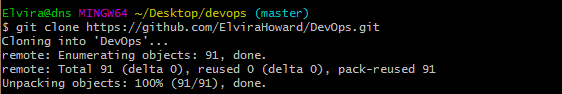 Elvira@dns MINGW64 ~/Desktop/devops (master)
$ git clone https://github.com/ElviraHoward/DevOps.git
Cloning into 'DevOps'...
remote: Enumerating objects: 91, done.
remote: Total 91 (delta 0), reused 0 (delta 0), pack-reused 91
Unpacking objects: 100% (91/91), done.